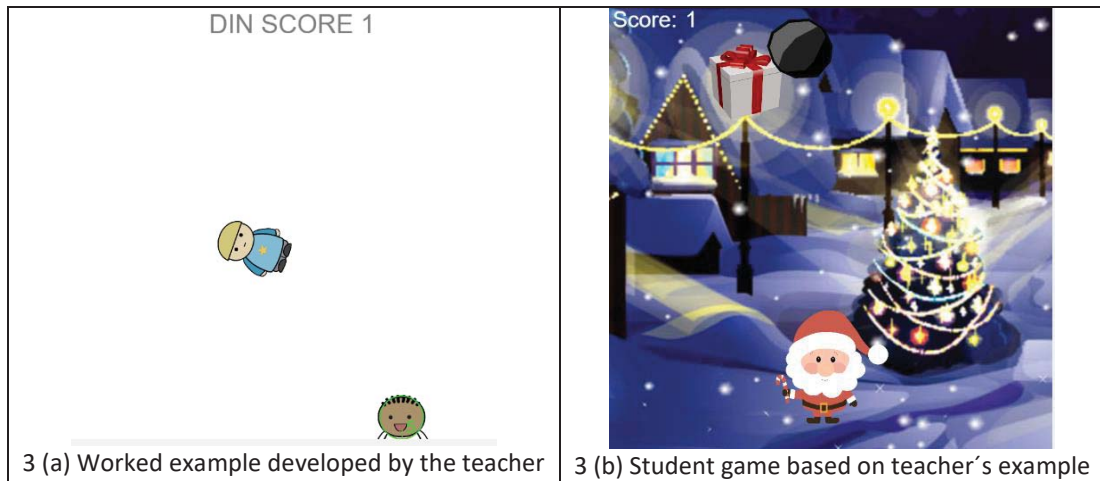 DIN SCORE 1
3 (a) Worked example developed by the teacher
Score: 1
3 (b) Student game based on teacher´s example